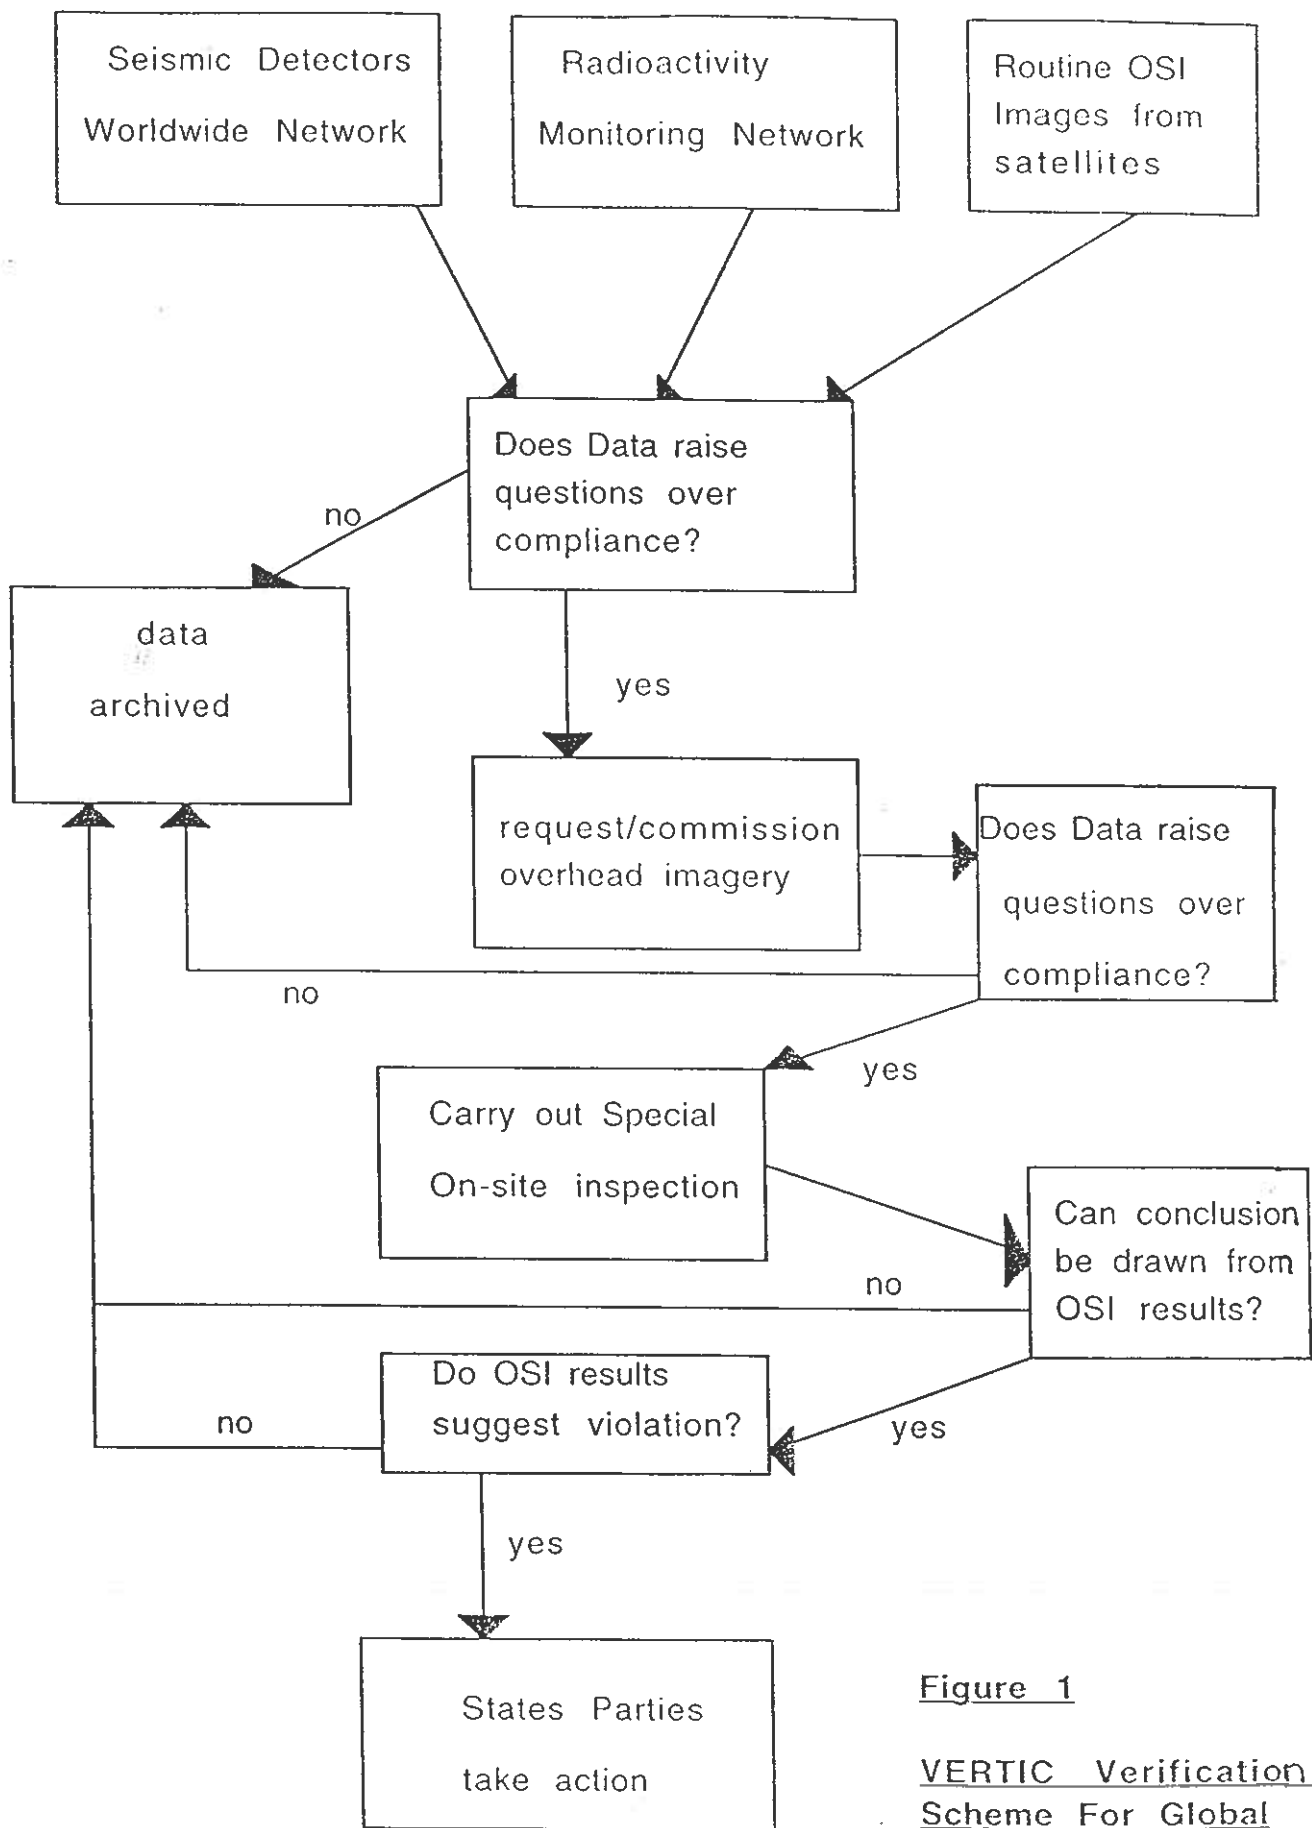 Seismic Detectors
Worldwide Network
Radioactivity
Monitoring Network
Routine OSI
Images from
satellites
Does Data raise
questions over
compliance?
no
data
archived
yes
request/commission
overhead imagery
Does Data raise
questions over
compliance?
no
yes
Carry out Special
On-site inspection
Can conclusion
be drawn from
OSI results?
no
Do OSI results
suggest violation?
no
yes
yes
States Parties
take action
Figure 1
VERTIC Verification
Scheme For Global